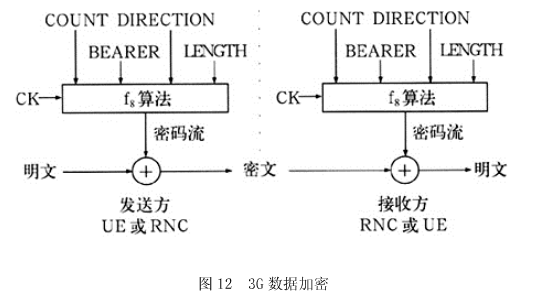 COUNT DIRECTION
BEARER LENGTH
CK
f₈算法
密码流
明文
密文
发送方
UE或RNC
COUNT DIRECTION
BEARER LENGTH
CK
f₈算法
密码流
明文
接收方
RNC或UE
图12 3G数据加密